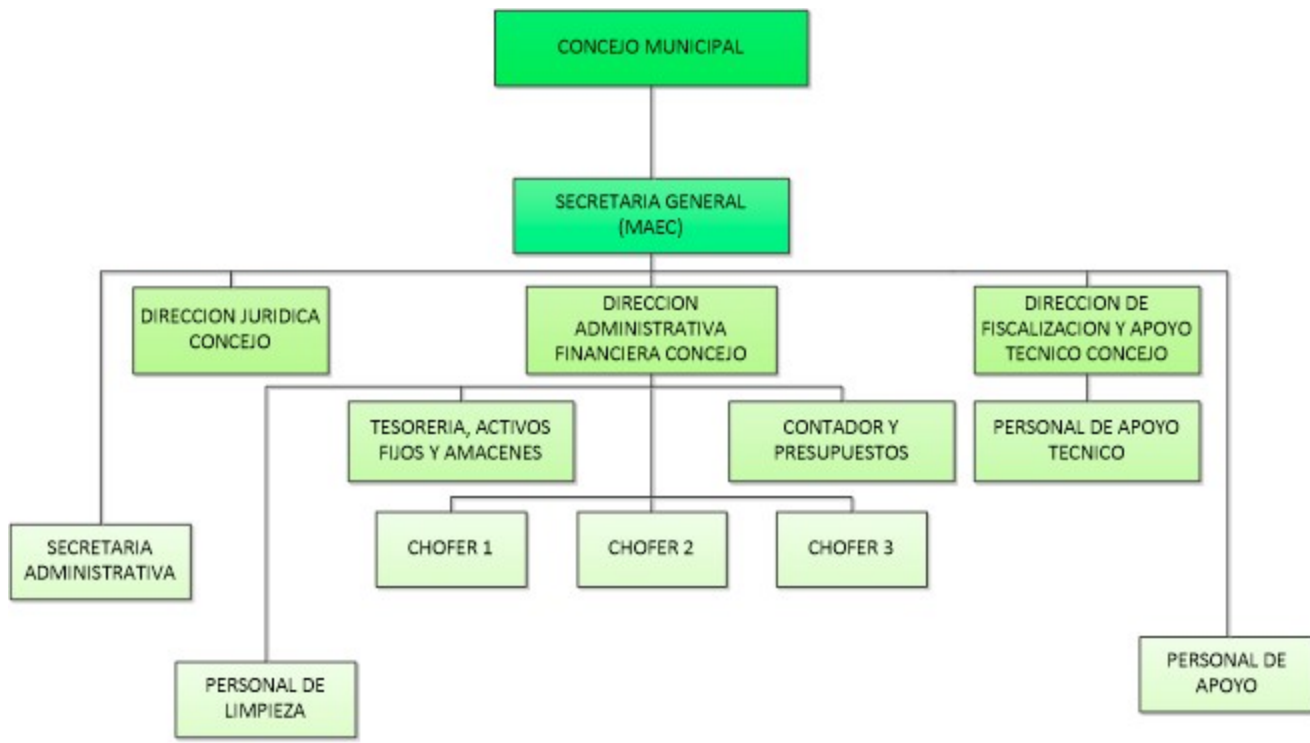 CONCEJO MUNICIPAL
SECRETARIA GENERAL
(MAEC)
DIRECCION JURIDICA
CONCEJO
DIRECCION
ADMINISTRATIVA
FINANCIERA CONCEJO
DIRECCION DE
FISCALIZACION Y APOYO
TECNICO CONCEJO
TESORERIA, ACTIVOS
FIJOS Y AMACENES
CONTADOR Y
PRESUPUESTOS
PERSONAL DE APOYO
TECNICO
SECRETARIA
ADMINISTRATIVA
CHOFER 1
CHOFER 2
CHOFER 3
PERSONAL DE
LIMPIEZA
PERSONAL DE
APOYO